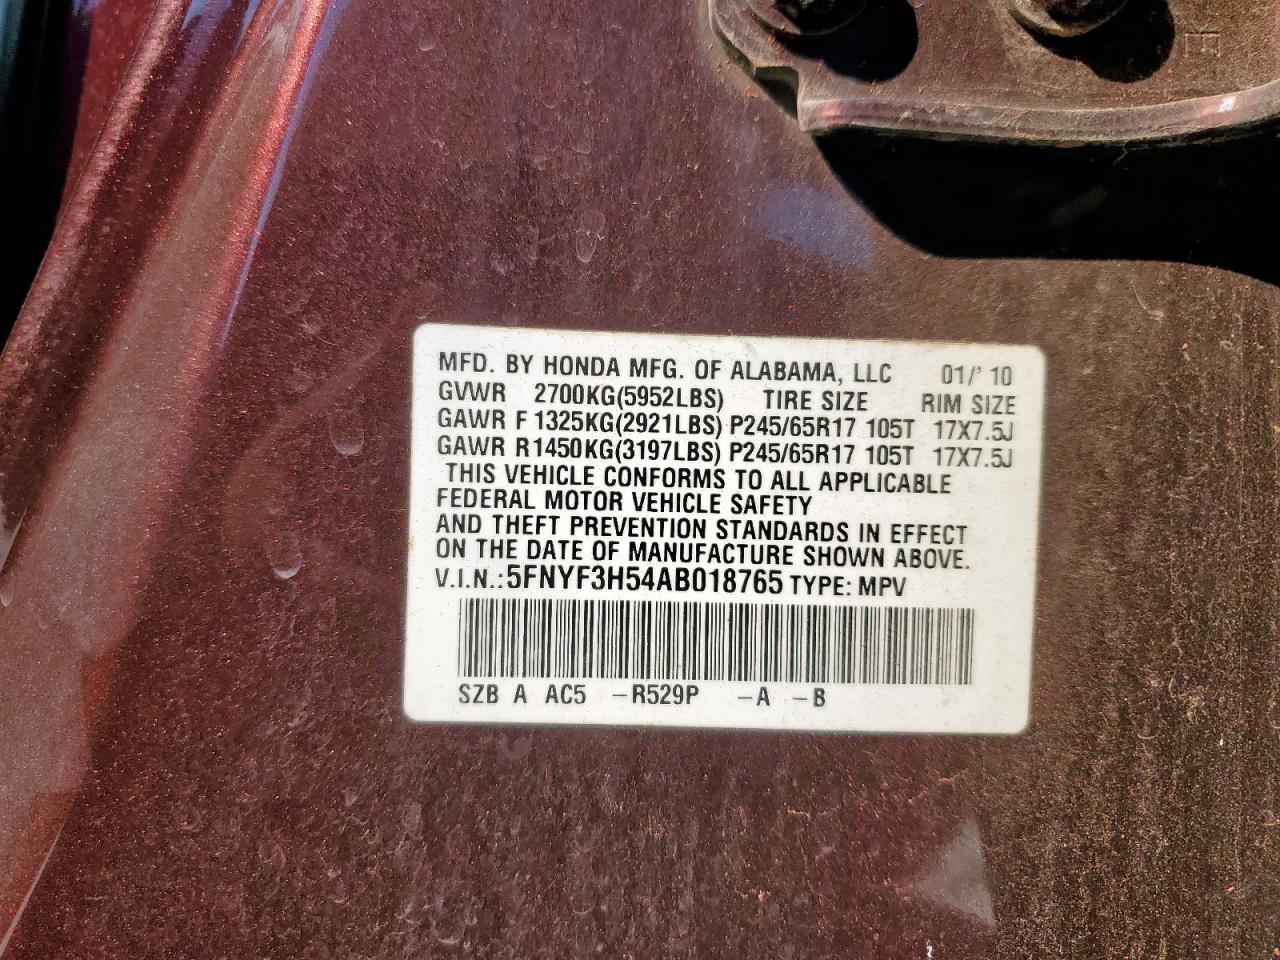 MFD. BY HONDA MFG. OF ALABAMA, LLC 01/'10
GVWR 2700KG(5952LBS) TIRE SIZE RIM SIZE
GAWR F 1325KG(2921LBS) P245/65R17 105T 17X7.5J
GAWR R1450KG(3197LBS) P245/65R17 105T 17X7.5J
THIS VEHICLE CONFORMS TO ALL APPLICABLE
FEDERAL MOTOR VEHICLE SAFETY
AND THEFT PREVENTION STANDARDS IN EFFECT
ON THE DATE OF MANUFACTURE SHOWN ABOVE.
V.I.N.: 5FNYF3H54AB018765 TYPE: MPV
SZB A AC5 -R529P -A -B